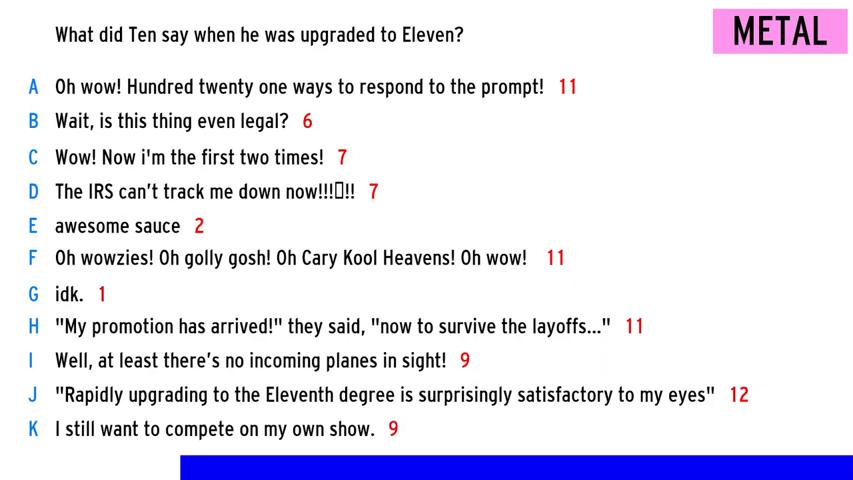 What did Ten say when he was upgraded to Eleven?
METAL
A Oh wow! Hundred twenty one ways to respond to the prompt! 11
B Wait, is this thing even legal? 6
C Wow! Now i'm the first two times! 7
D The IRS can't track me down now!!!▯!! 7
E awesome sauce 2
F Oh wowzies! Oh golly gosh! Oh Cary Kool Heavens! Oh wow! 11
G idk. 1
H "My promotion has arrived!" they said, "now to survive the layoffs..." 11
I Well, at least there's no incoming planes in sight! 9
J "Rapidly upgrading to the Eleventh degree is surprisingly satisfactory to my eyes" 12
K I still want to compete on my own show. 9